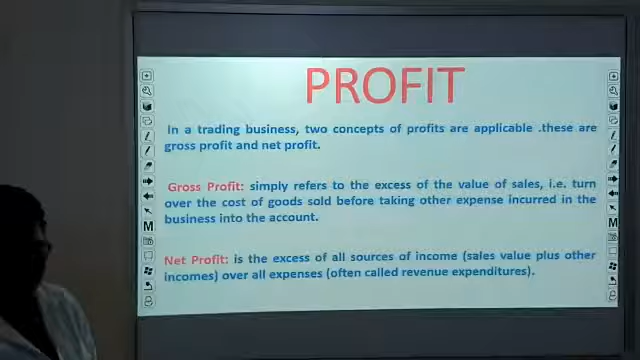 PROFIT
In a trading business, two concepts of profits are applicable .these are
gross profit and net profit.
Gross Profit: simply refers to the excess of the value of sales, i.e. turn
over the cost of goods sold before taking other expense incurred in the
business into the account.
Net Profit: is the excess of all sources of income (sales value plus other
incomes) over all expenses (often called revenue expenditures).
M
M